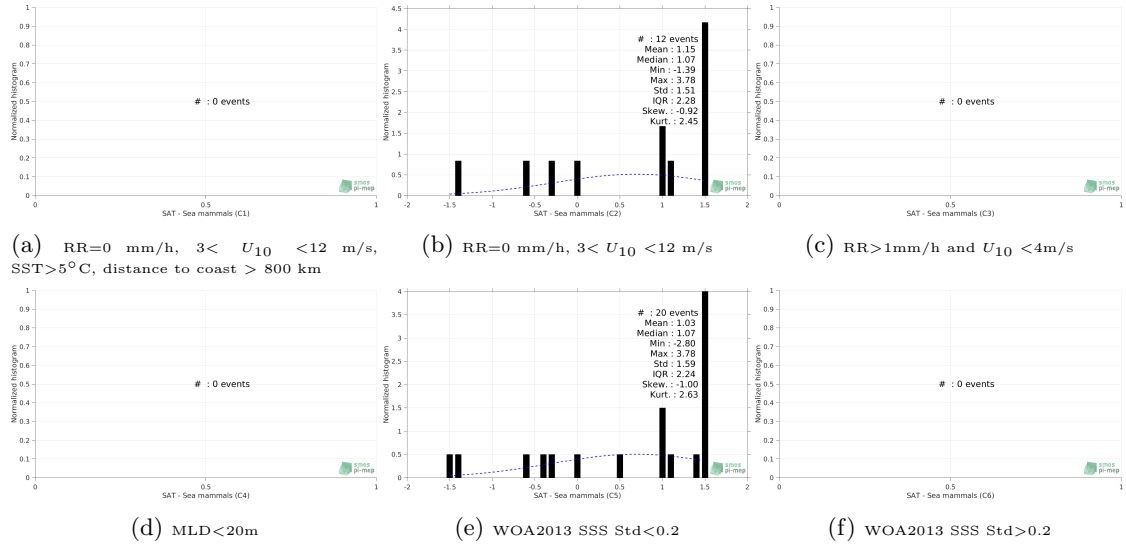 1
0.9
0.8
0.7
0.6
0.5
0.4
0.3
0.2
0.1
0
Normalized histogram
# : 0 events
0 0.5 1
SAT - Sea mammals (C1)
smos
pi-mep
(a) RR=0 mm/h, 3< U10 <12 m/s,
SST>5°C, distance to coast > 800 km
4.5
4
3.5
3
2.5
2
1.5
1
0.5
0
Normalized histogram
# : 12 events
Mean : 1.15
Median : 1.07
Min : -1.39
Max : 3.78
Std : 1.51
IQR : 2.28
Skew. : -0.92
Kurt. : 2.45
-2 -1.5 -1 -0.5 0 0.5 1 1.5 2
SAT - Sea mammals (C2)
smos
pi-mep
(b) RR=0 mm/h, 3< U10 <12 m/s
1
0.9
0.8
0.7
0.6
0.5
0.4
0.3
0.2
0.1
0
Normalized histogram
# : 0 events
0 0.5 1
SAT - Sea mammals (C3)
smos
pi-mep
(c) RR>1mm/h and U10 <4m/s
1
0.9
0.8
0.7
0.6
0.5
0.4
0.3
0.2
0.1
0
Normalized histogram
# : 0 events
0 0.5 1
SAT - Sea mammals (C4)
smos
pi-mep
(d) MLD<20m
4
3.5
3
2.5
2
1.5
1
0.5
0
Normalized histogram
# : 20 events
Mean : 1.03
Median : 1.07
Min : -2.80
Max : 3.78
Std : 1.59
IQR : 2.24
Skew. : -1.00
Kurt. : 2.63
-2 -1.5 -1 -0.5 0 0.5 1 1.5 2
SAT - Sea mammals (C5)
smos
pi-mep
(e) WOA2013 SSS Std<0.2
1
0.9
0.8
0.7
0.6
0.5
0.4
0.3
0.2
0.1
0
Normalized histogram
# : 0 events
0 0.5 1
SAT - Sea mammals (C6)
smos
pi-mep
(f) WOA2013 SSS Std>0.2